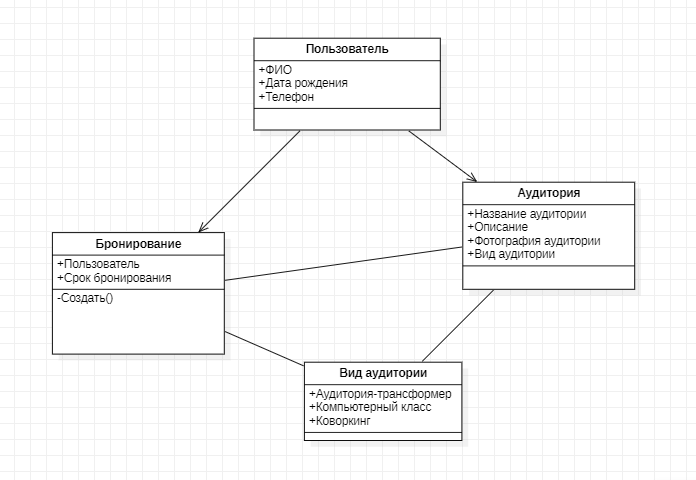 Пользователь
+ФИО
+Дата рождения
+Телефон
Аудитория
+Название аудитории
+Описание
+Фотография аудитории
+Вид аудитории
Бронирование
+Пользователь
+Срок бронирования
-Создать()
Вид аудитории
+Аудитория-трансформер
+Компьютерный класс
+Коворкинг